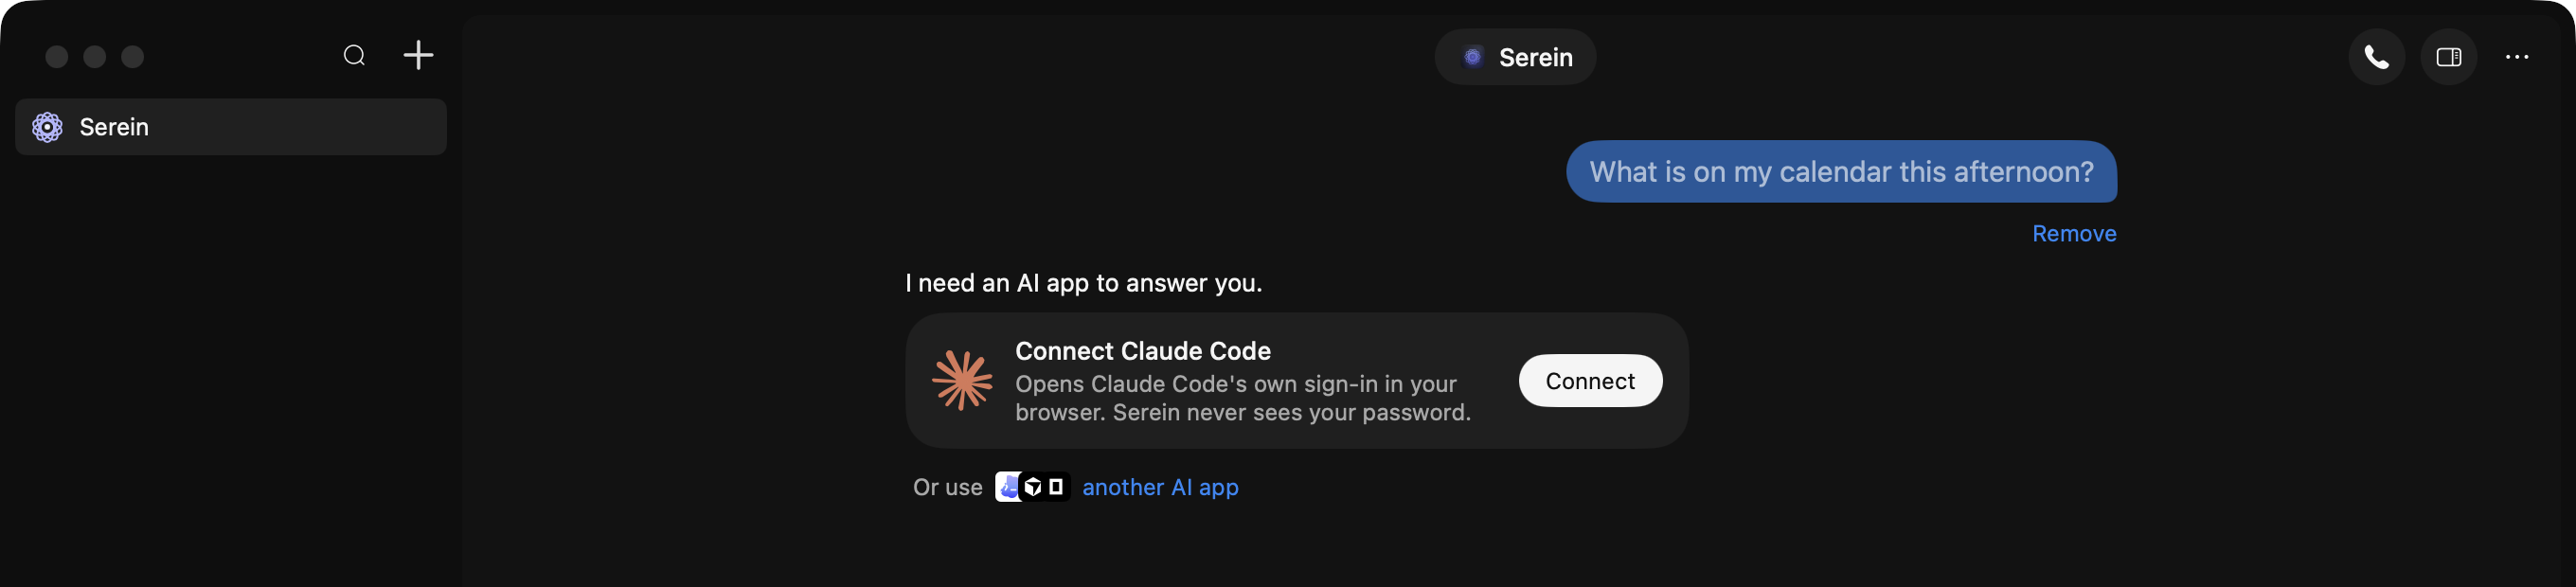 Serein
Serein
What is on my calendar this afternoon?
Remove
I need an AI app to answer you.
Connect Claude Code
Opens Claude Code's own sign-in in your
browser. Serein never sees your password.
Connect
Or use another AI app